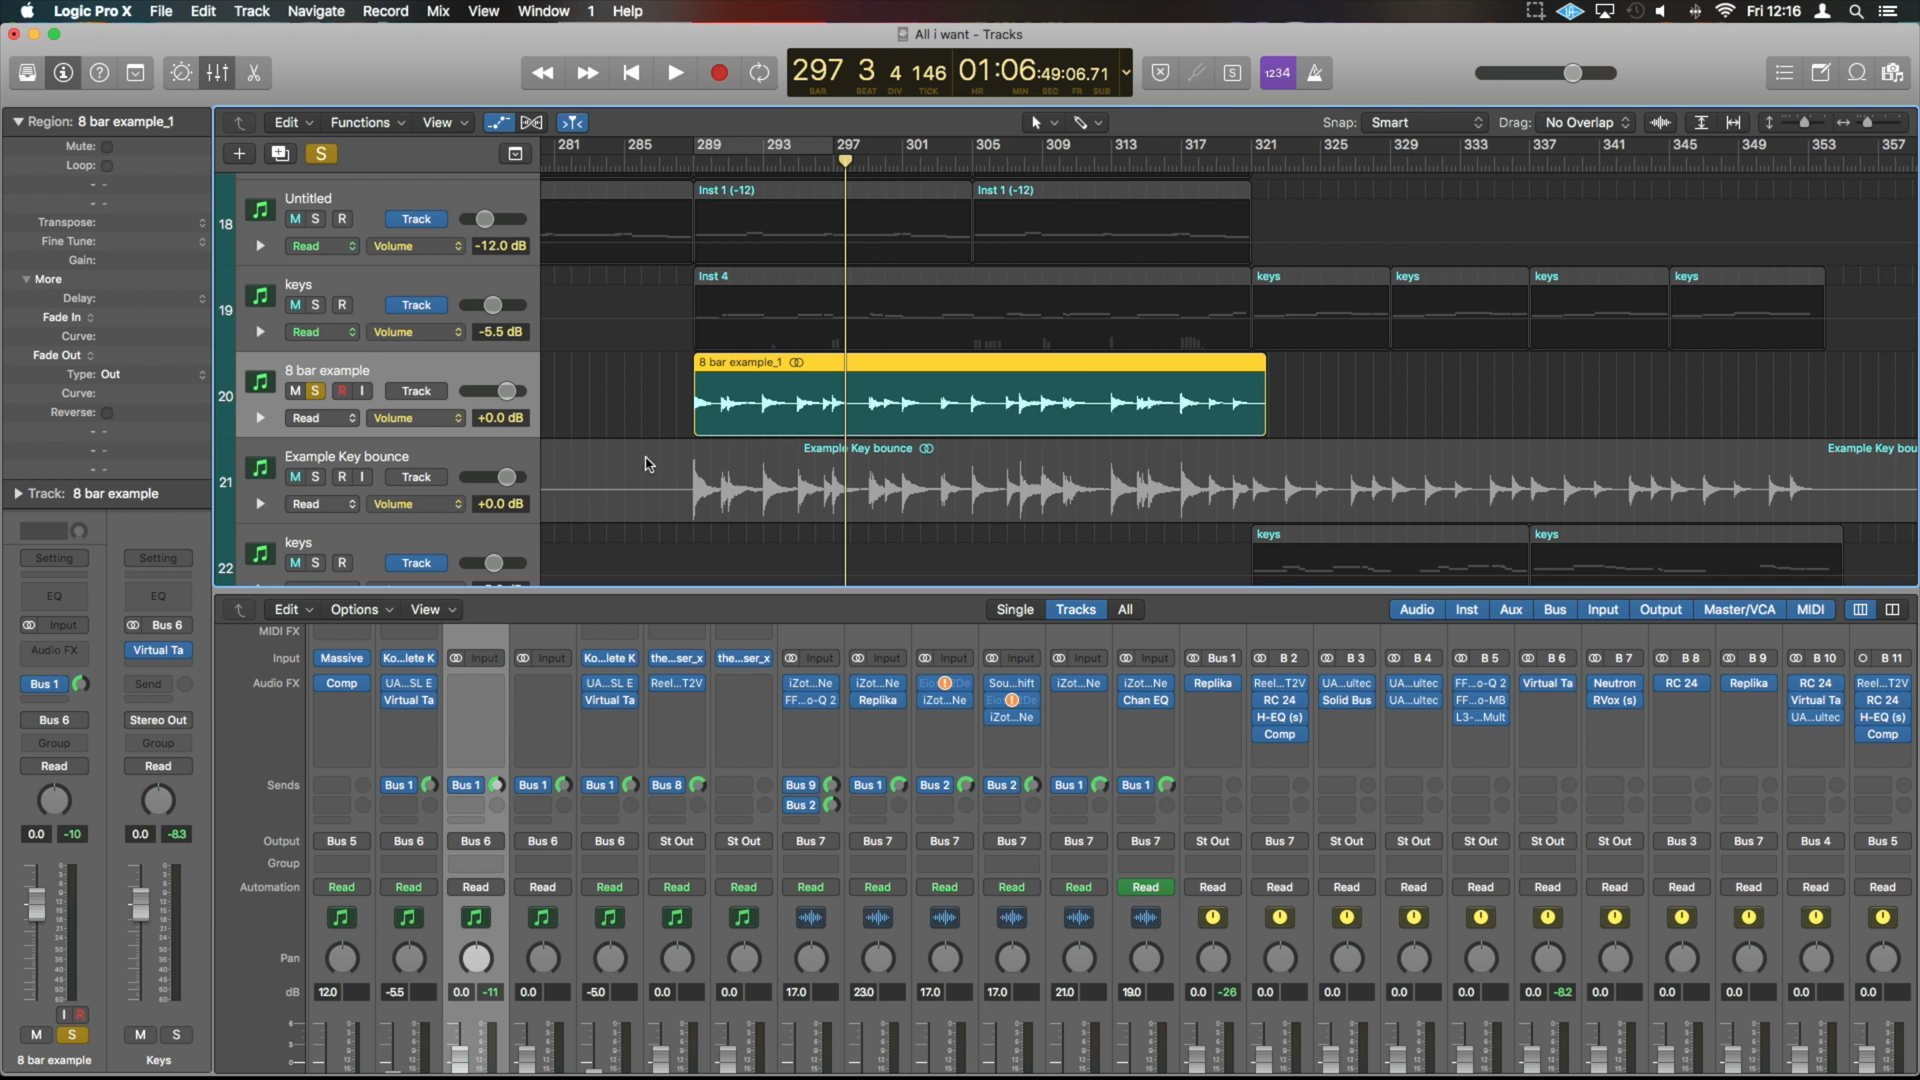 Logic Pro X File Edit Track Navigate Record Mix View Window 1 Help Fri 12:16
All i want - Tracks
297 3 4 146 01:06:49:06.71
BAR BEAT DIV TICK HR MIN SEC FR SUB
S 1234
Region: 8 bar example_1
Mute:
Loop:
Transpose:
Fine Tune:
Gain:
More
Delay:
Fade In
Curve:
Fade Out
Type: Out
Curve:
Reverse:
Track: 8 bar example
Edit Functions View Snap: Smart Drag: No Overlap
S 281 285 289 293 297 301 305 309 313 317 321 325 329 333 337 341 345 349 353 357
18 Untitled
M S R Track
Read Volume -12.0 dB
Inst 1 (-12) Inst 1 (-12)
19 keys
M S R Track
Read Volume -5.5 dB
Inst 4 keys keys keys keys
20 8 bar example
M S R I Track
Read Volume +0.0 dB
8 bar example_1
21 Example Key bounce
M S R I Track
Read Volume +0.0 dB
Example Key bounce Example Key bou
22 keys
M S R Track
keys keys
Setting Setting
EQ EQ
Input Bus 6
Audio FX Virtual Ta
Bus 1 Send
Bus 6 Stereo Out
Group Group
Read Read
0.0 -10 0.0 -8.3
I R
M S M S
8 bar example Keys
Edit Options View Single Tracks All Audio Inst Aux Bus Input Output Master/VCA MIDI
MIDI FX
Input Massive Ko...lete K Input Input Ko...lete K the...ser_x the...ser_x Input Input Input Input Input Input Bus 1 B 2 B 3 B 4 B 5 B 6 B 7 B 8 B 9 B 10 B 11
Audio FX Comp UA...SL E UA...SL E Reel...T2V iZot...Ne iZot...Ne Sou...hift iZot...Ne iZot...Ne Replika Reel...T2V UA...ultec UA...ultec FF...o-Q 2 Virtual Ta Neutron RC 24 Replika RC 24 Reel...T2V
Virtual Ta Virtual Ta FF...o-Q 2 Replika iZot...Ne Chan EQ RC 24 Solid Bus UA...ultec FF...o-MB RVox (s) Virtual Ta RC 24
iZot...Ne H-EQ (s) L3-...Mult UA...ultec H-EQ (s)
Comp Comp
Sends Bus 1 Bus 1 Bus 1 Bus 1 Bus 8 Bus 9 Bus 1 Bus 2 Bus 2 Bus 1 Bus 1
Bus 2
Output Bus 5 Bus 6 Bus 6 Bus 6 Bus 6 St Out St Out Bus 7 Bus 7 Bus 7 Bus 7 Bus 7 Bus 7 St Out Bus 7 St Out St Out St Out St Out St Out Bus 3 Bus 7 Bus 4 Bus 5
Group
Automation Read Read Read Read Read Read Read Read Read Read Read Read Read Read Read Read Read Read Read Read Read Read Read Read
Pan
dB 12.0 -5.5 0.0 -11 0.0 -5.0 0.0 0.0 17.0 23.0 17.0 17.0 21.0 19.0 0.0 -26 0.0 0.0 0.0 0.0 0.0 -8.2 0.0 0.0 0.0 0.0 0.0